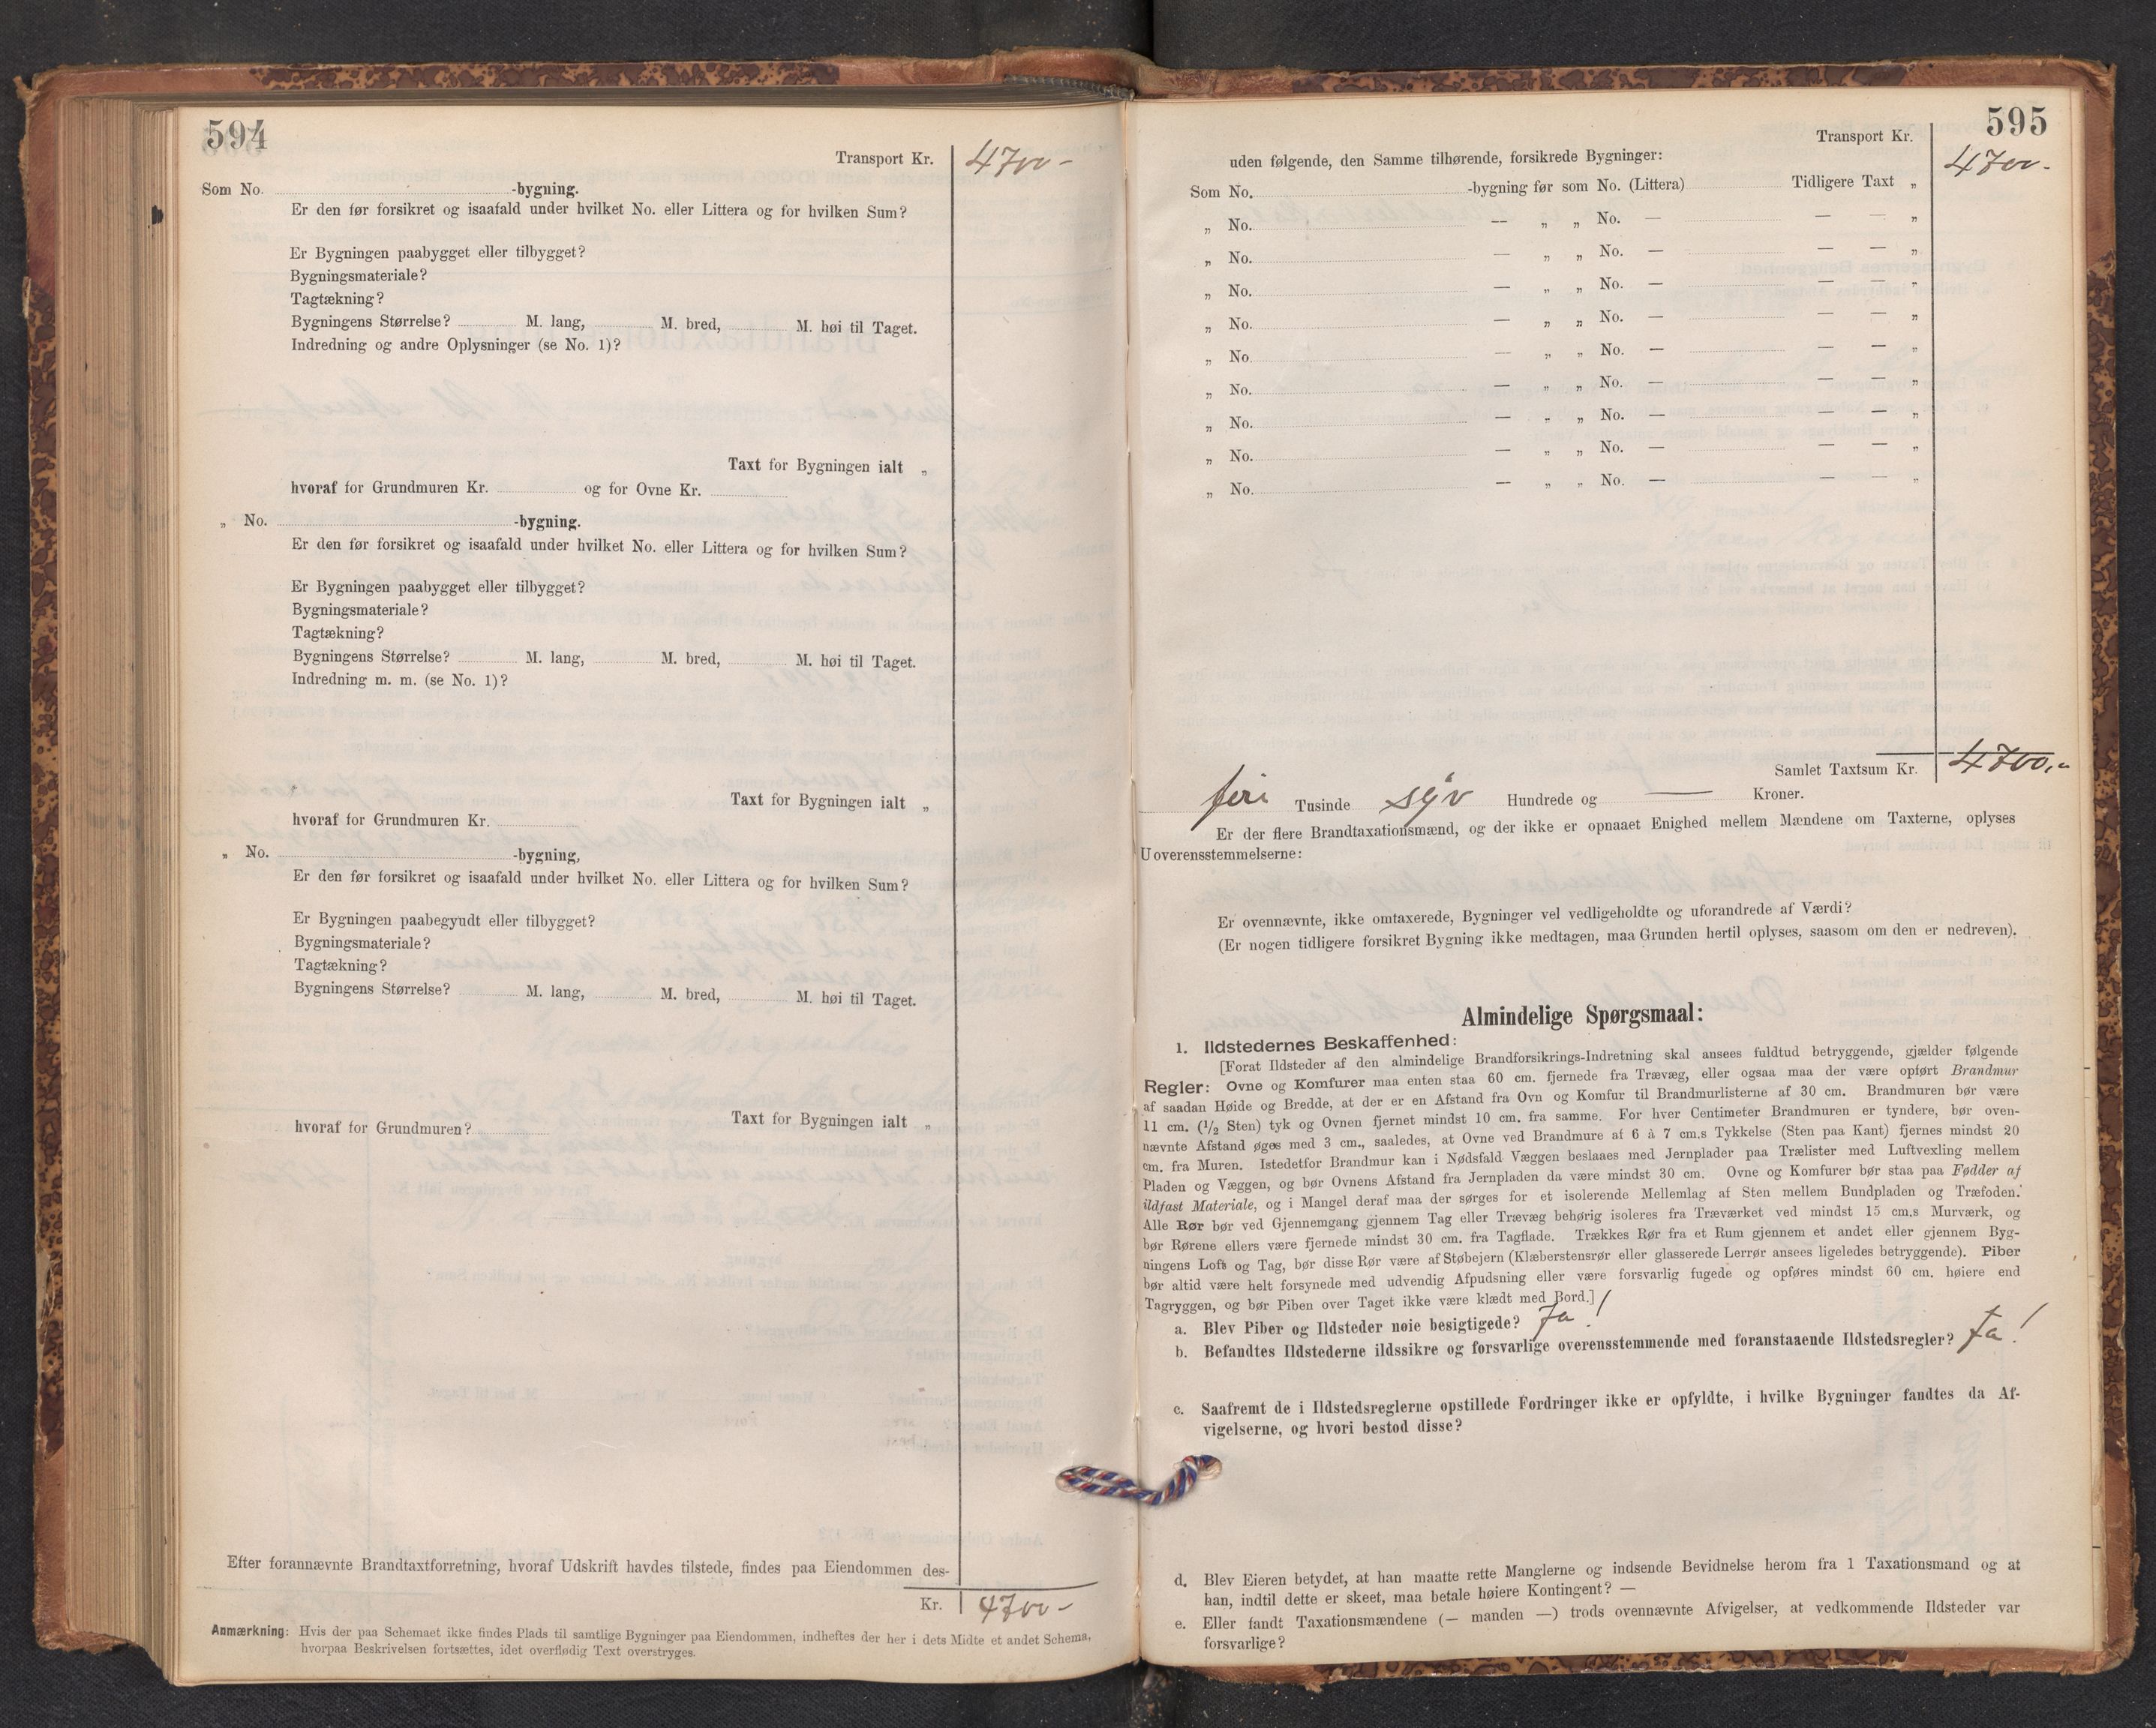 594
Transport Kr. 4700-
Som No. -bygning.
Er den før forsikret og isaafald under hvilket No. eller Littera og for hvilken Sum?
Er Bygningen paabygget eller tilbygget?
Bygningsmateriale?
Tagtækning?
Bygningens Størrelse? M. lang, M. bred, M. høi til Taget.
Indredning og andre Oplysninger (se No. 1)?
Taxt for Bygningen ialt „
hvoraf for Grundmuren Kr. og for Ovne Kr.
„ No. -bygning.
Er den før forsikret og isaafald under hvilket No. eller Littera og for hvilken Sum?
Er Bygningen paabygget eller tilbygget?
Bygningsmateriale?
Tagtækning?
Bygningens Størrelse? M. lang, M. bred, M. høi til Taget.
Indredning m. m. (se No. 1)?
Taxt for Bygningen ialt „
hvoraf for Grundmuren Kr.
„ No. -bygning,
Er den før forsikret og isaafald under hvilket No. eller Littera og for hvilken Sum?
Er Bygningen paabegyndt eller tilbygget?
Bygningsmateriale?
Tagtækning?
Bygningens Størrelse? M. lang, M. bred, M. høi til Taget.
Taxt for Bygningen ialt „
hvoraf for Grundmuren?
Efter forannævnte Brandtaxtforretning, hvoraf Udskrift havdes tilstede, findes paa Eiendommen des-
Kr. 4700-
Anmærkning: Hvis der paa Schemaet ikke findes Plads til samtlige Bygninger paa Eiendommen, indheftes der her i dets Midte et andet Schema,
hvorpaa Beskrivelsen fortsættes, idet overflødig Text overstryges.
595
Transport Kr. 4700-
uden følgende, den Samme tilhørende, forsikrede Bygninger:
Som No. -bygning før som No. (Littera) Tidligere Taxt „
„ No. — „ „ No. — — — „
„ No. — „ „ No. — — — „
„ No. — „ „ No. — — — „
„ No. — „ „ No. — — — „
„ No. — „ „ No. — — — „
„ No. — „ „ No. — — — „
„ No. — „ „ No. — — — „
„ No. — „ „ No. — — — „
„ No. — „ „ No. — — — „
Samlet Taxtsum Kr. 4700,-
fire Tusinde syv Hundrede og — Kroner.
Er der flere Brandtaxationsmænd, og der ikke er opnaaet Enighed mellem Mændene om Taxterne, oplyses
Uoverensstemmelserne:
Er ovennævnte, ikke omtaxerede, Bygninger vel vedligeholdte og uforandrede af Værdi?
(Er nogen tidligere forsikret Bygning ikke medtagen, maa Grunden hertil oplyses, saasom om den er nedreven).
Almindelige Spørgsmaal:
1. Ildstedernes Beskaffenhed:
[Forat Ildsteder af den almindelige Brandforsikrings-Indretning skal ansees fuldtud betryggende, gjælder følgende
Regler: Ovne og Komfurer maa enten staa 60 cm. fjernede fra Trævæg, eller ogsaa maa der være opført Brandmur
af saadan Høide og Bredde, at der er en Afstand fra Ovn og Komfur til Brandmurlisterne af 30 cm. Brandmuren bør være
11 cm. (1/2 Sten) tyk og Ovnen fjernet mindst 10 cm. fra samme. For hver Centimeter Brandmuren er tyndere, bør oven-
nævnte Afstand øges med 3 cm., saaledes, at Ovne ved Brandmure af 6 à 7 cm.s Tykkelse (Sten paa Kant) fjernes mindst 20
cm. fra Muren. Istedetfor Brandmur kan i Nødsfald Væggen beslaaes med Jernplader paa Trælister med Luftvexling mellem
Pladen og Væggen, og bør Ovnens Afstand fra Jernpladen da være mindst 30 cm. Ovne og Komfurer bør staa paa Fødder af
ildfast Materiale, og i Mangel deraf maa der sørges for et isolerende Mellemlag af Sten mellem Bundpladen og Træfoden.
Alle Rør bør ved Gjennemgang gjennem Tag eller Trævæg behørig isoleres fra Træværket ved mindst 15 cm.s Murværk, og
bør Rørene ellers være fjernede mindst 30 cm. fra Tagflade. Trækkes Rør fra et Rum gjennem et andet eller gjennem Byg-
ningens Loft og Tag, bør disse Rør være af Støbejern (Klæberstensrør eller glasserede Lerrør ansees ligeledes betryggende). Piber
bør altid være helt forsynede med udvendig Afpudsning eller være forsvarlig fugede og opføres mindst 60 cm. høiere end
Tagryggen, og bør Piben over Taget ikke være klædt med Bord.]
a. Blev Piber og Ildsteder nøie besigtigede? Ja!
b. Befandtes Ildstederne ildssikre og forsvarlige overensstemmende med foranstaaende Ildstedsregler? Ja!
c. Saafremt de i Ildstedsreglerne opstillede Fordringer ikke er opfyldte, i hvilke Bygninger fandtes da Af-
vigelserne, og hvori bestod disse?
d. Blev Eieren betydet, at han maatte rette Manglerne og indsende Bevidnelse herom fra 1 Taxationsmand og at
han, indtil dette er skeet, maa betale høiere Kontingent? —
e. Eller fandt Taxationsmændene (— manden —) trods ovennævnte Afvigelser, at vedkommende Ildsteder var
forsvarlige?